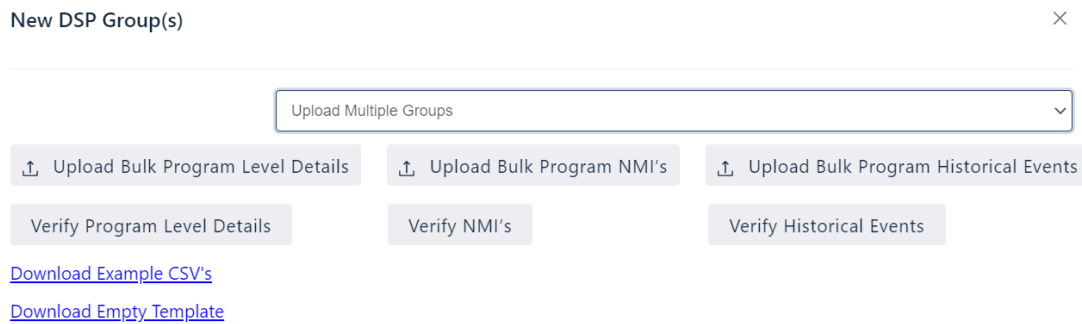 New DSP Group(s)
Upload Multiple Groups
Upload Bulk Program Level Details
Upload Bulk Program NMI's
Upload Bulk Program Historical Events
Verify Program Level Details
Verify NMI's
Verify Historical Events
Download Example CSV's
Download Empty Template